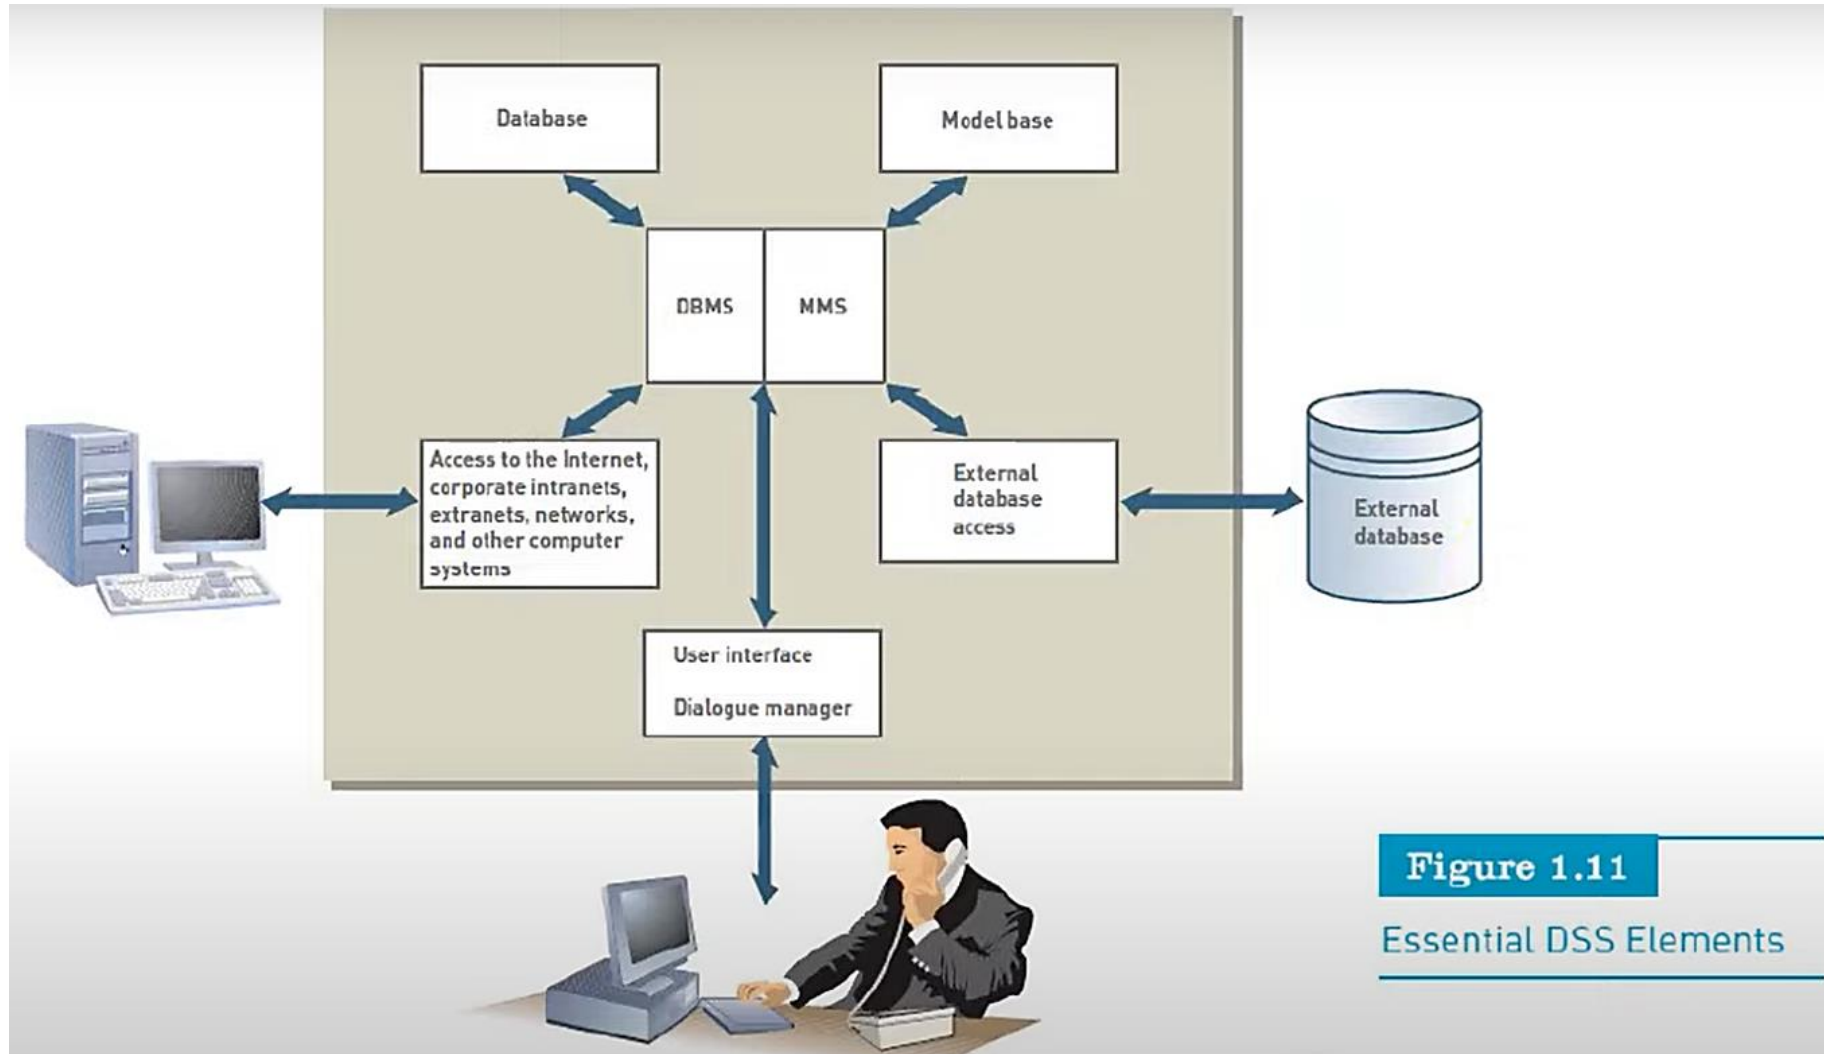 Database
Model base
DBMS
MMS
Access to the Internet,
corporate intranets,
extranets, networks,
and other computer
systems
External
database
access
External
database
User interface
Dialogue manager
Figure 1.11
Essential DSS Elements